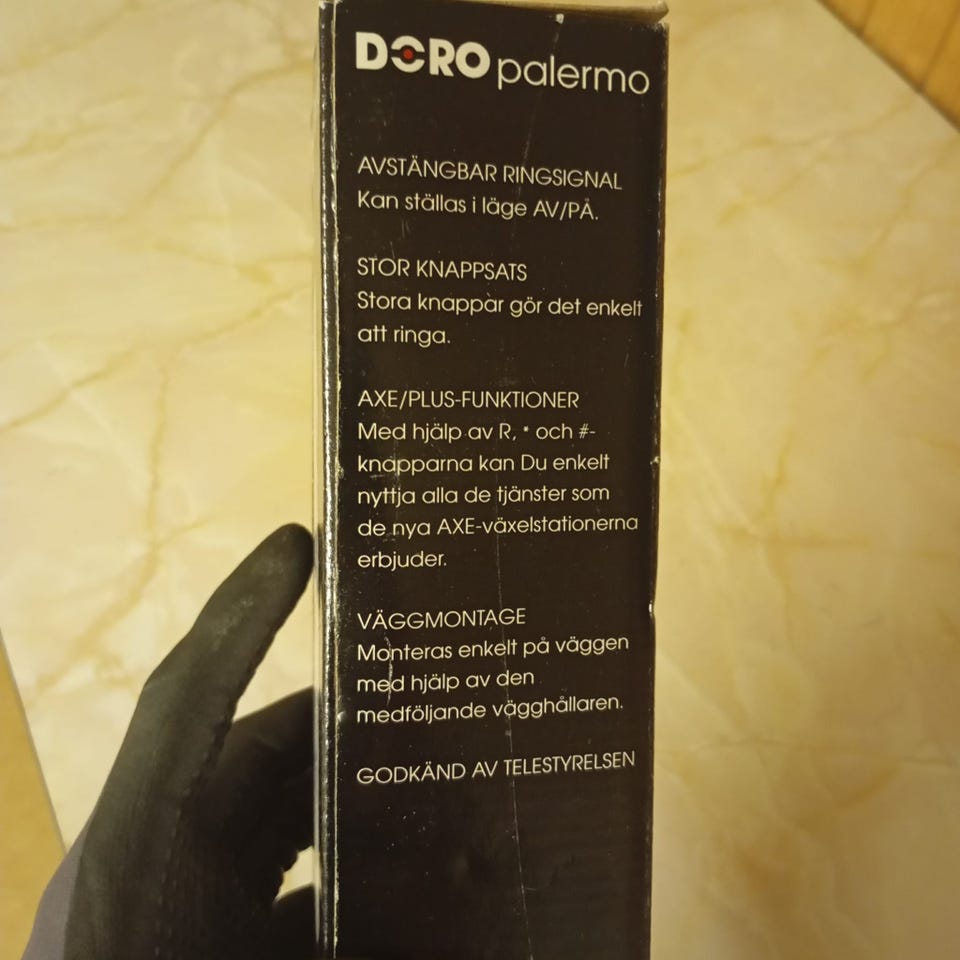 DORO palermo
AVSTÄNGBAR RINGSIGNAL
Kan ställas i läge AV/PÅ.
STOR KNAPPSATS
Stora knappar gör det enkelt
att ringa.
AXE/PLUS-FUNKTIONER
Med hjälp av R, * och #-
knapparna kan Du enkelt
nyttja alla de tjänster som
de nya AXE-växelstationerna
erbjuder.
VÄGGMONTAGE
Monteras enkelt på väggen
med hjälp av den
medföljande vägghållaren.
GODKÄND AV TELESTYRELSEN